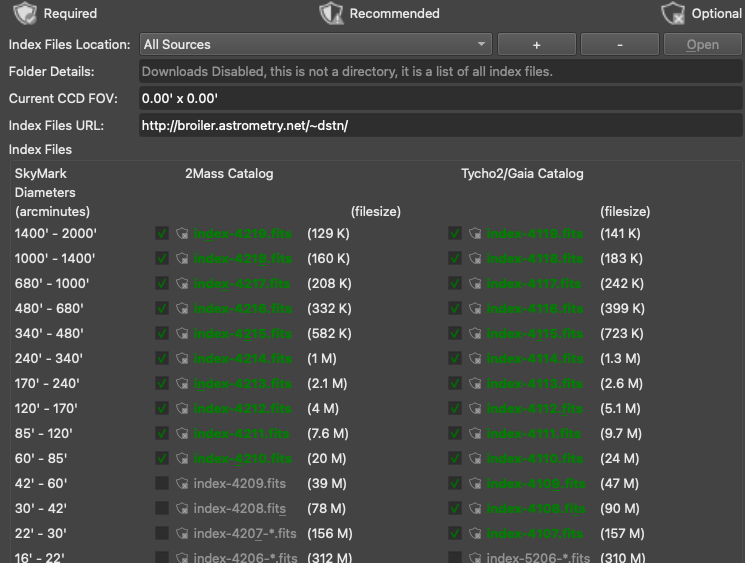 Required Recommended Optional
Index Files Location: All Sources + - Open
Folder Details: Downloads Disabled, this is not a directory, it is a list of all index files.
Current CCD FOV: 0.00' x 0.00'
Index Files URL: http://broiler.astrometry.net/~dstn/
Index Files
SkyMark 2Mass Catalog Tycho2/Gaia Catalog
Diameters
(arcminutes) (filesize) (filesize)
1400' - 2000' index-4219.fits (129 K) index-4119.fits (141 K)
1000' - 1400' index-4218.fits (160 K) index-4118.fits (183 K)
680' - 1000' index-4217.fits (208 K) index-4117.fits (242 K)
480' - 680' index-4216.fits (332 K) index-4116.fits (399 K)
340' - 480' index-4215.fits (582 K) index-4115.fits (723 K)
240' - 340' index-4214.fits (1 M) index-4114.fits (1.3 M)
170' - 240' index-4213.fits (2.1 M) index-4113.fits (2.6 M)
120' - 170' index-4212.fits (4 M) index-4112.fits (5.1 M)
85' - 120' index-4211.fits (7.6 M) index-4111.fits (9.7 M)
60' - 85' index-4210.fits (20 M) index-4110.fits (24 M)
42' - 60' index-4209.fits (39 M) index-4109.fits (47 M)
30' - 42' index-4208.fits (78 M) index-4108.fits (90 M)
22' - 30' index-4207-*.fits (156 M) index-4107.fits (157 M)
16' - 22' index-4206-*.fits (312 M) index-5206-*.fits (310 M)